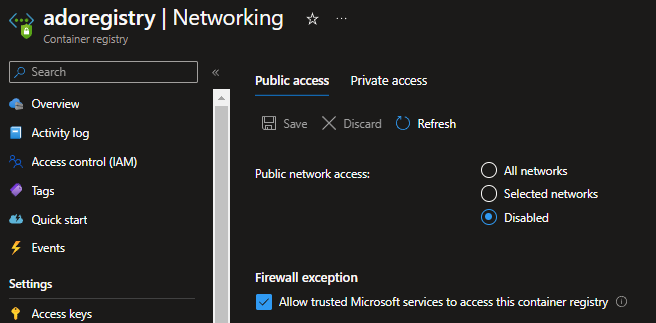 adoregistry | Networking
Container registry
Search
Overview
Activity log
Access control (IAM)
Tags
Quick start
Events
Settings
Access keys
Public access Private access
Save Discard Refresh
Public network access:
All networks
Selected networks
Disabled
Firewall exception
Allow trusted Microsoft services to access this container registry